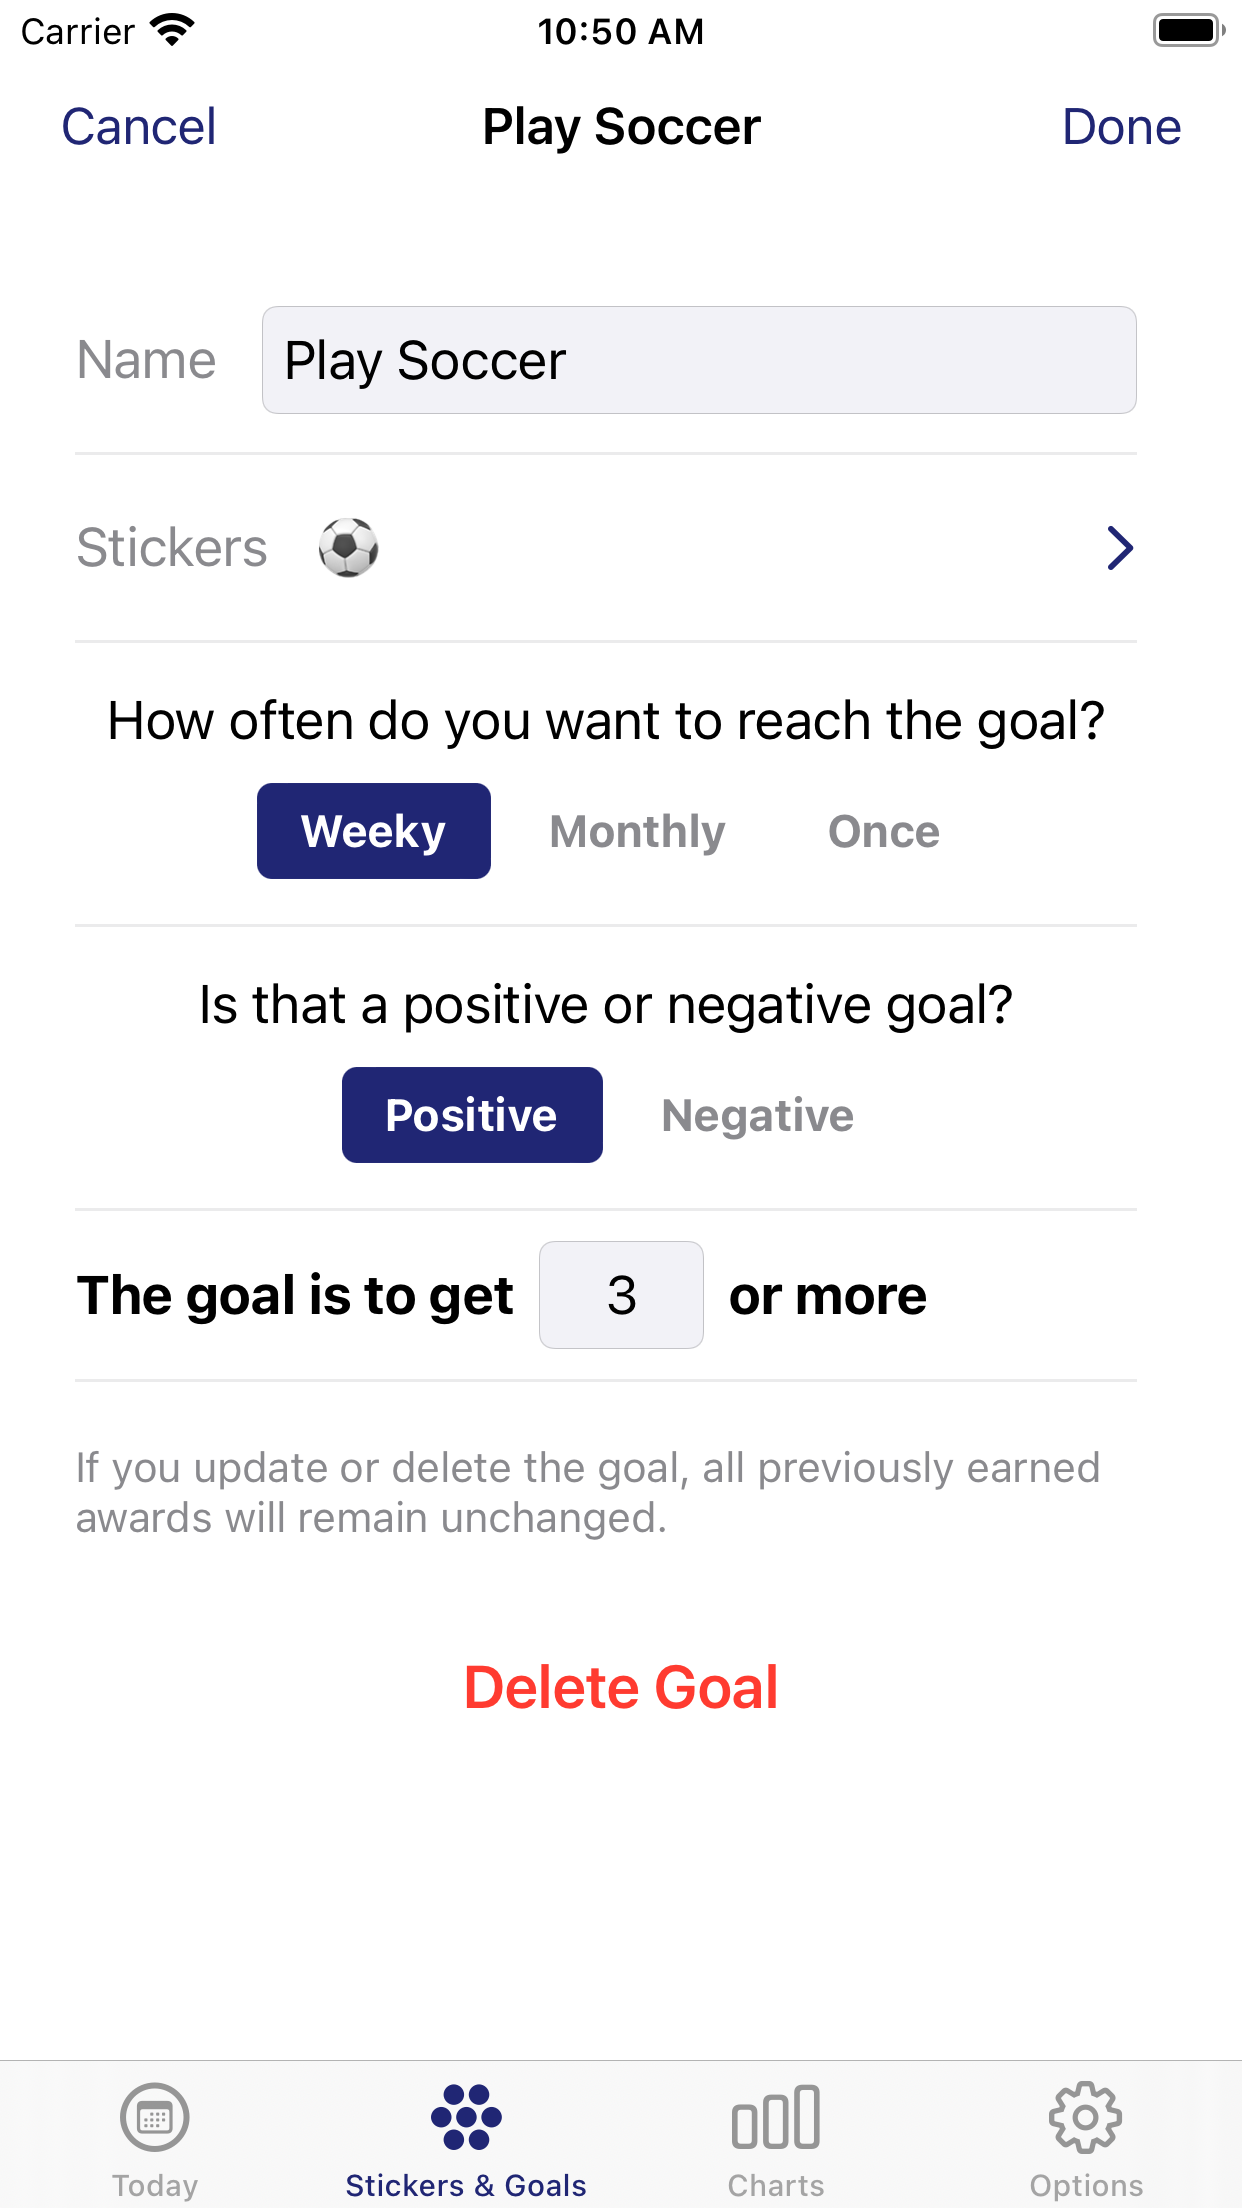 Carrier 10:50 AM
Cancel Play Soccer Done
Name Play Soccer
Stickers
How often do you want to reach the goal?
Weeky Monthly Once
Is that a positive or negative goal?
Positive Negative
The goal is to get 3 or more
If you update or delete the goal, all previously earned
awards will remain unchanged.
Delete Goal
Today Stickers & Goals Charts Options